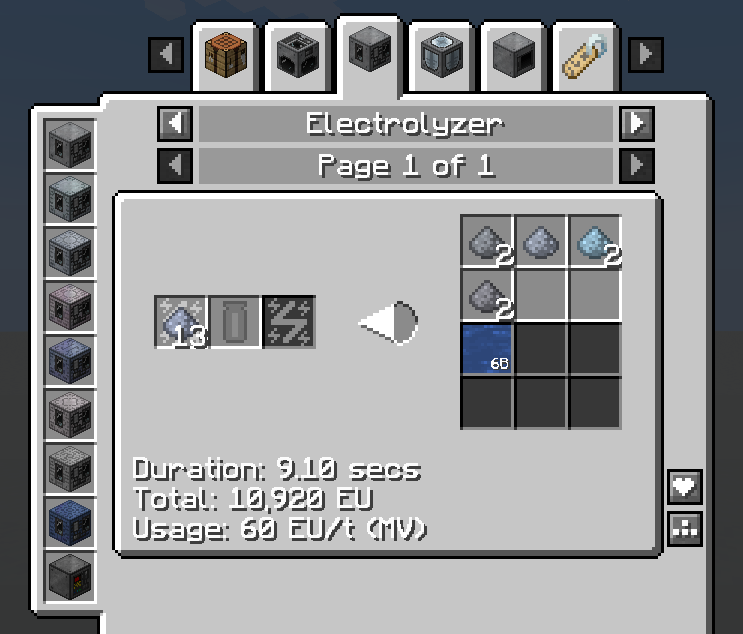 Electrolyzer
Page 1 of 1
2 2
13 2
6B
Duration: 9.10 secs
Total: 10,920 EU
Usage: 60 EU/t (MV)